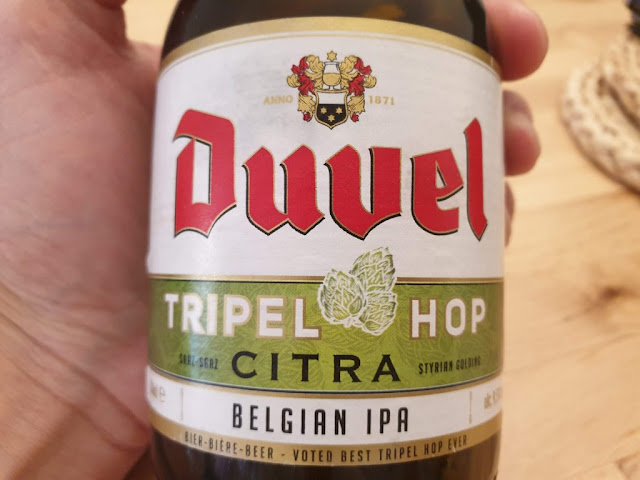 ANNO 1871
Duvel
TRIPEL HOP
SAAZ-SAAZ CITRA STYRIAN GOLDING
BELGIAN IPA
BIER-BIÈRE-BEER - VOTED BEST TRIPEL HOP EVER